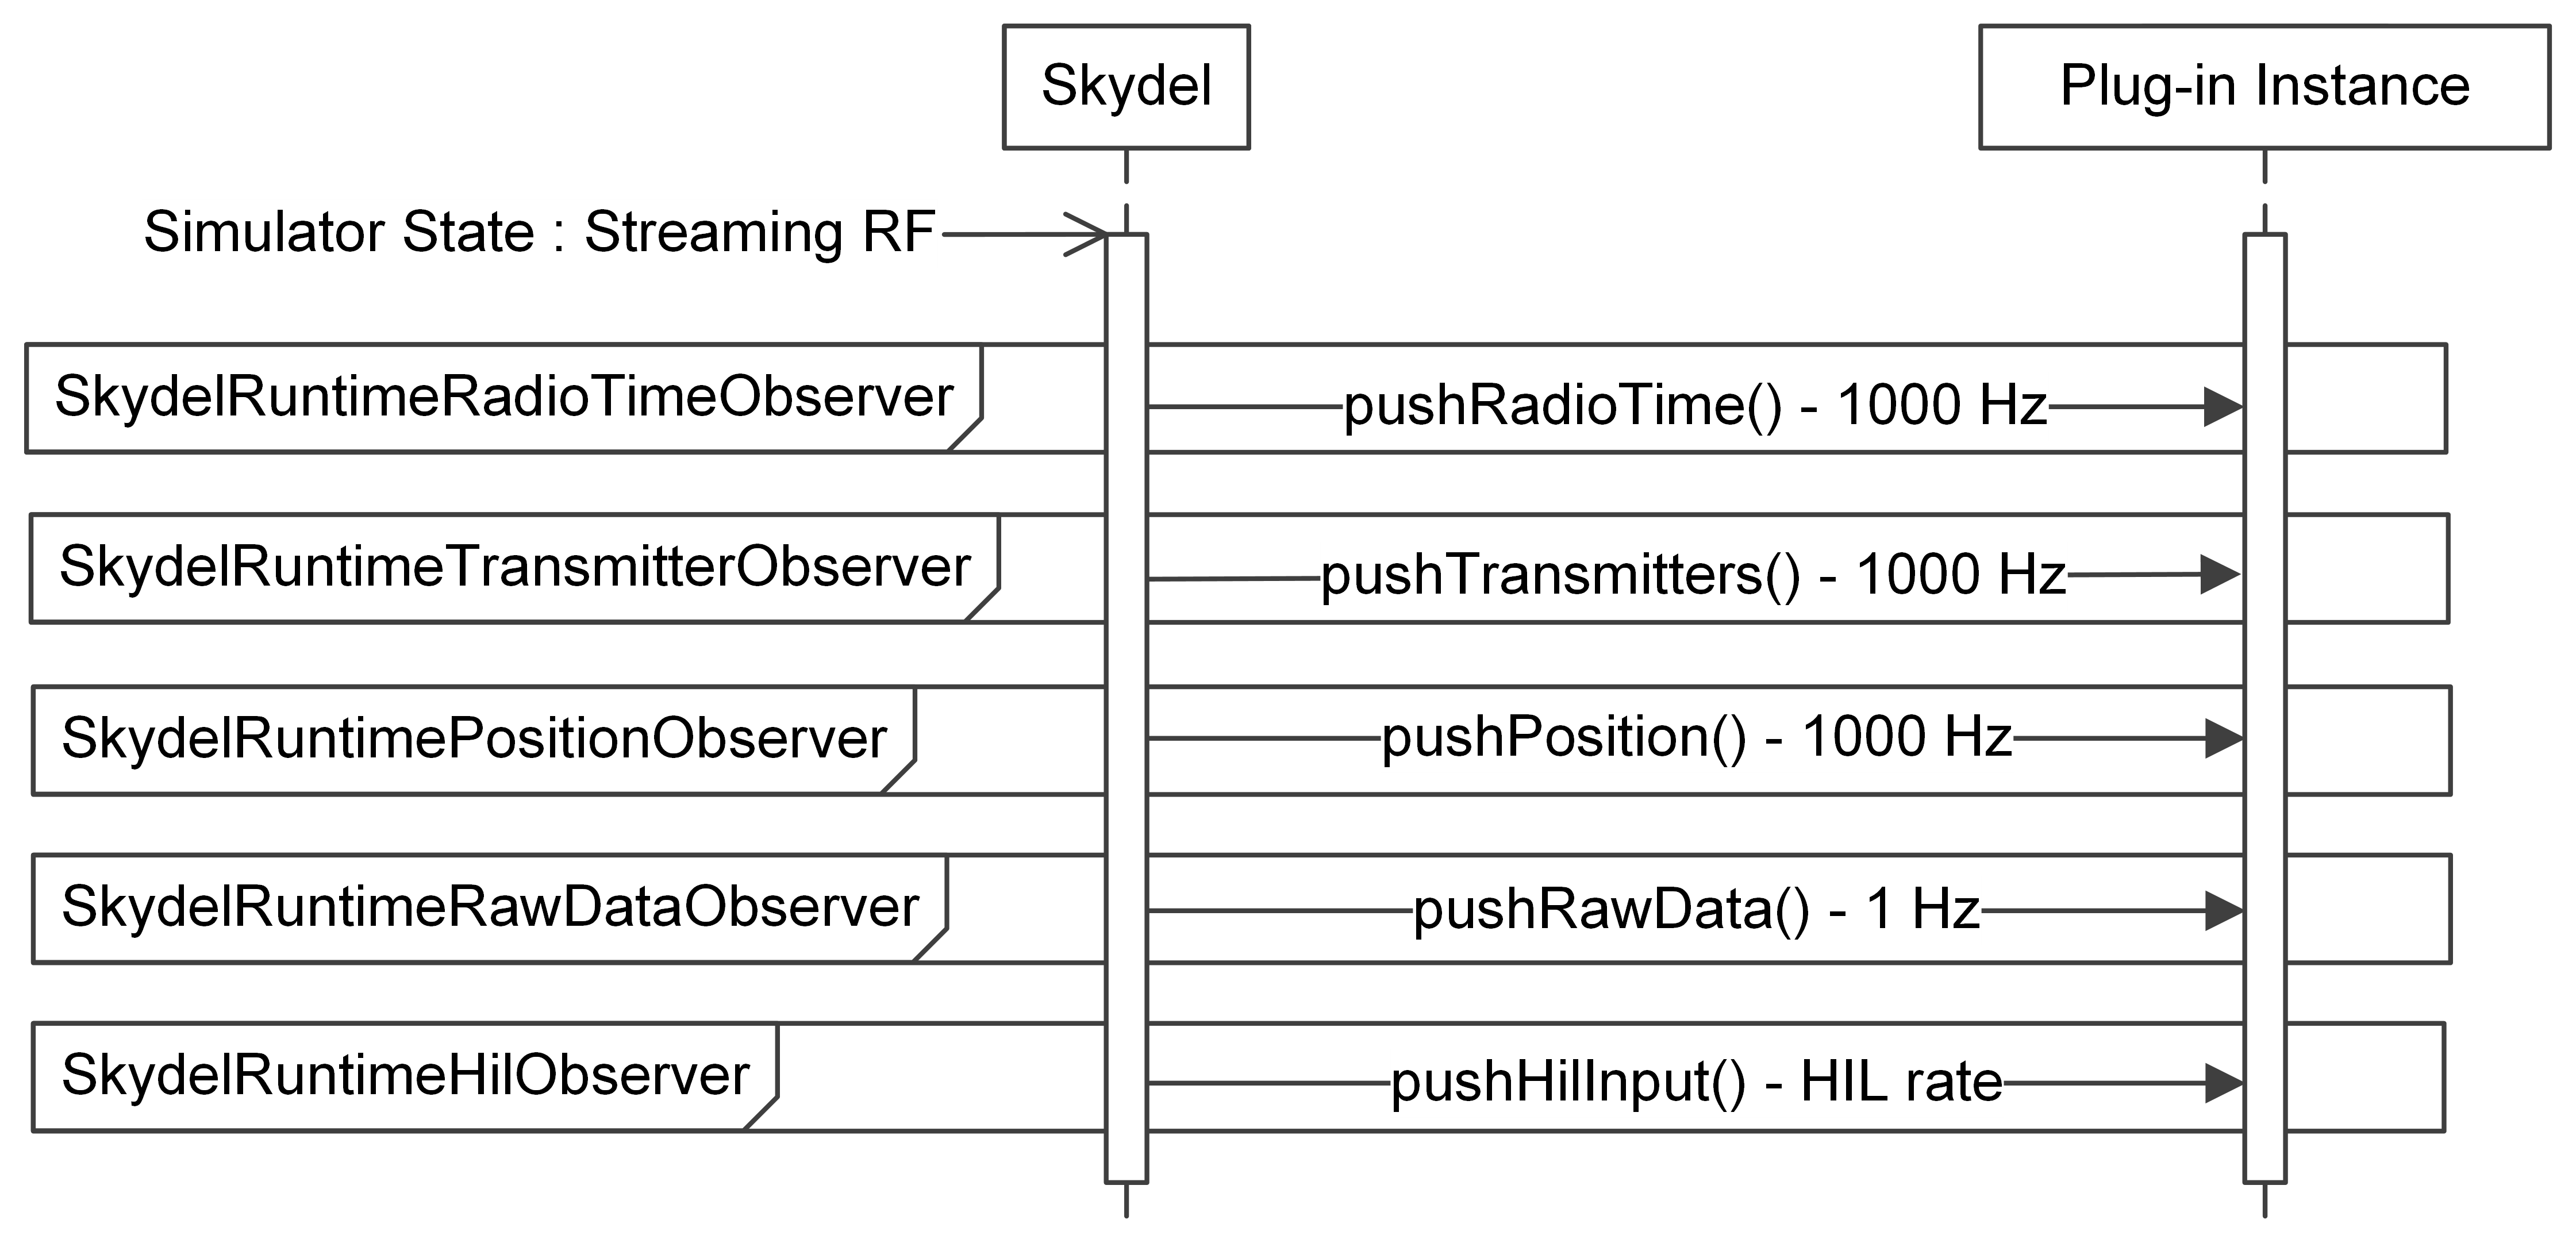 Skydel
Plug-in Instance
Simulator State : Streaming RF
SkydelRuntimeRadioTimeObserver
pushRadioTime() - 1000 Hz
SkydelRuntimeTransmitterObserver
pushTransmitters() - 1000 Hz
SkydelRuntimePositionObserver
pushPosition() - 1000 Hz
SkydelRuntimeRawDataObserver
pushRawData() - 1 Hz
SkydelRuntimeHilObserver
pushHilInput() - HIL rate